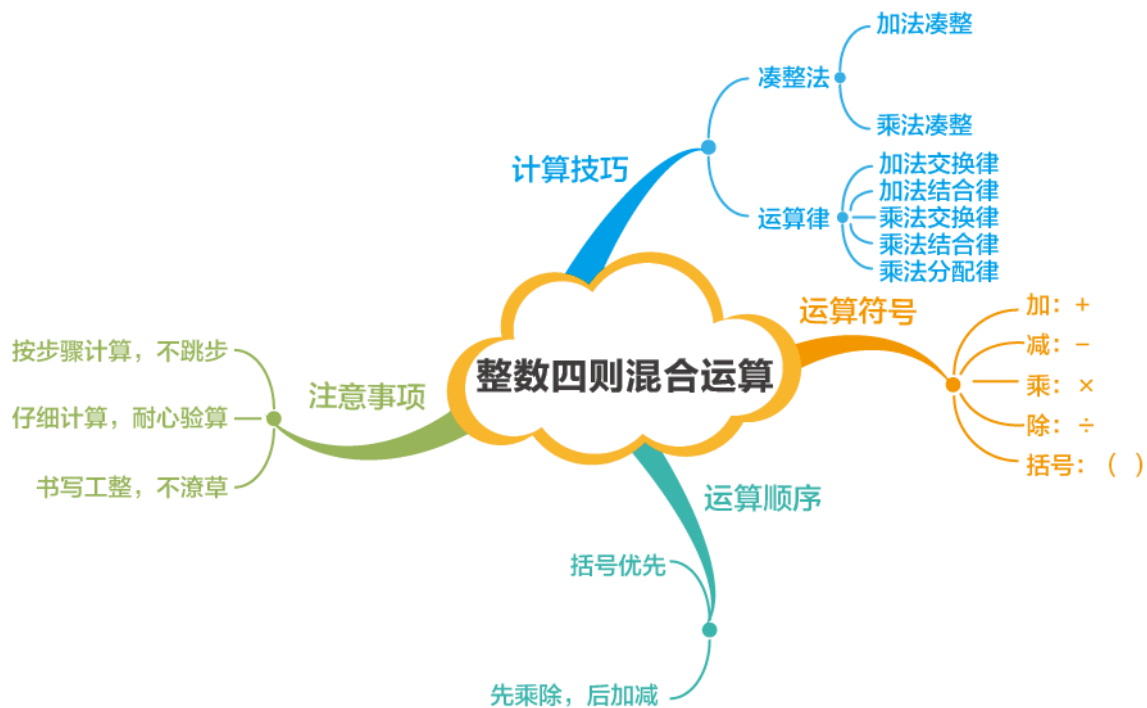 整数四则混合运算
计算技巧
凑整法
加法凑整
乘法凑整
运算律
加法交换律
加法结合律
乘法交换律
乘法结合律
乘法分配律
运算符号
加：+
减：−
乘：×
除：÷
括号：（ ）
运算顺序
括号优先
先乘除，后加减
注意事项
按步骤计算，不跳步
仔细计算，耐心验算
书写工整，不潦草